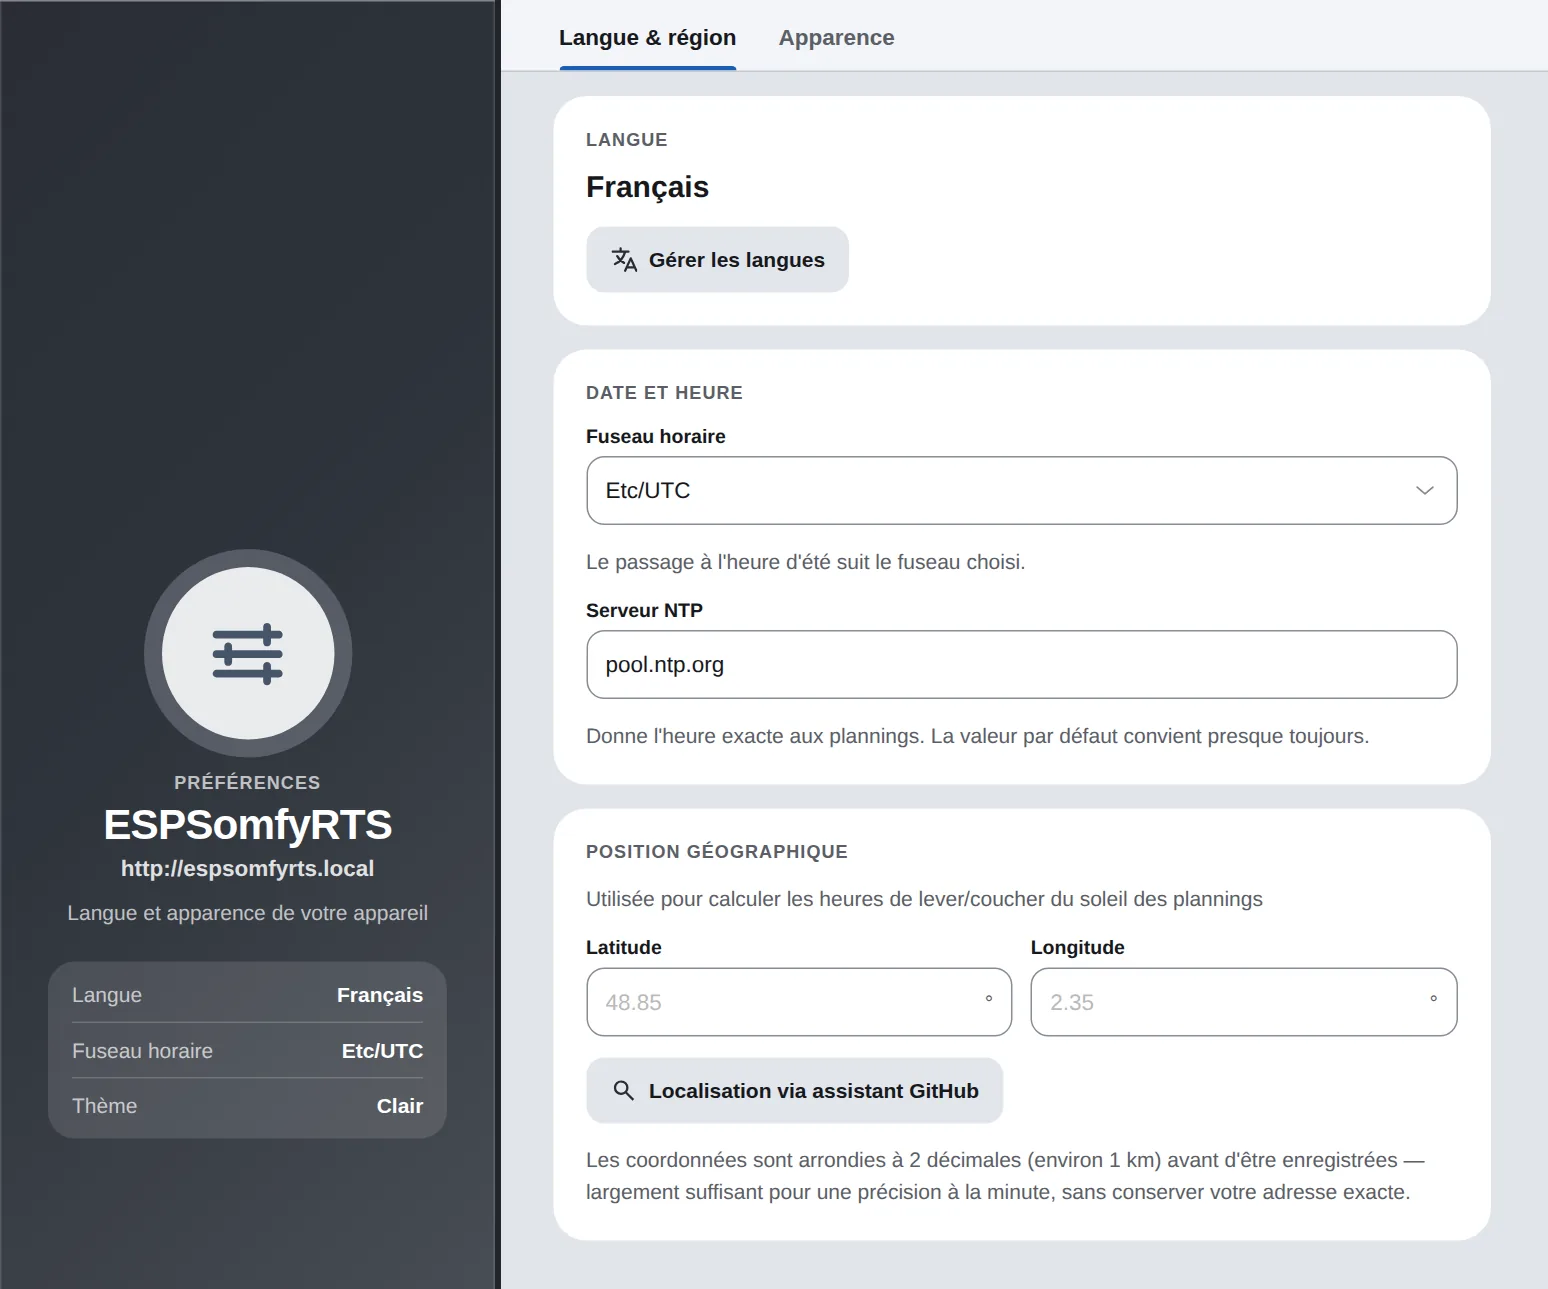 PRÉFÉRENCES
ESPSomfyRTS
http://espsomfyrts.local
Langue et apparence de votre appareil
Langue Français
Fuseau horaire Etc/UTC
Thème Clair
Langue & région Apparence
LANGUE
Français
Gérer les langues
DATE ET HEURE
Fuseau horaire
Etc/UTC
Le passage à l'heure d'été suit le fuseau choisi.
Serveur NTP
pool.ntp.org
Donne l'heure exacte aux plannings. La valeur par défaut convient presque toujours.
POSITION GÉOGRAPHIQUE
Utilisée pour calculer les heures de lever/coucher du soleil des plannings
Latitude Longitude
48.85 ° 2.35 °
Localisation via assistant GitHub
Les coordonnées sont arrondies à 2 décimales (environ 1 km) avant d'être enregistrées —
largement suffisant pour une précision à la minute, sans conserver votre adresse exacte.